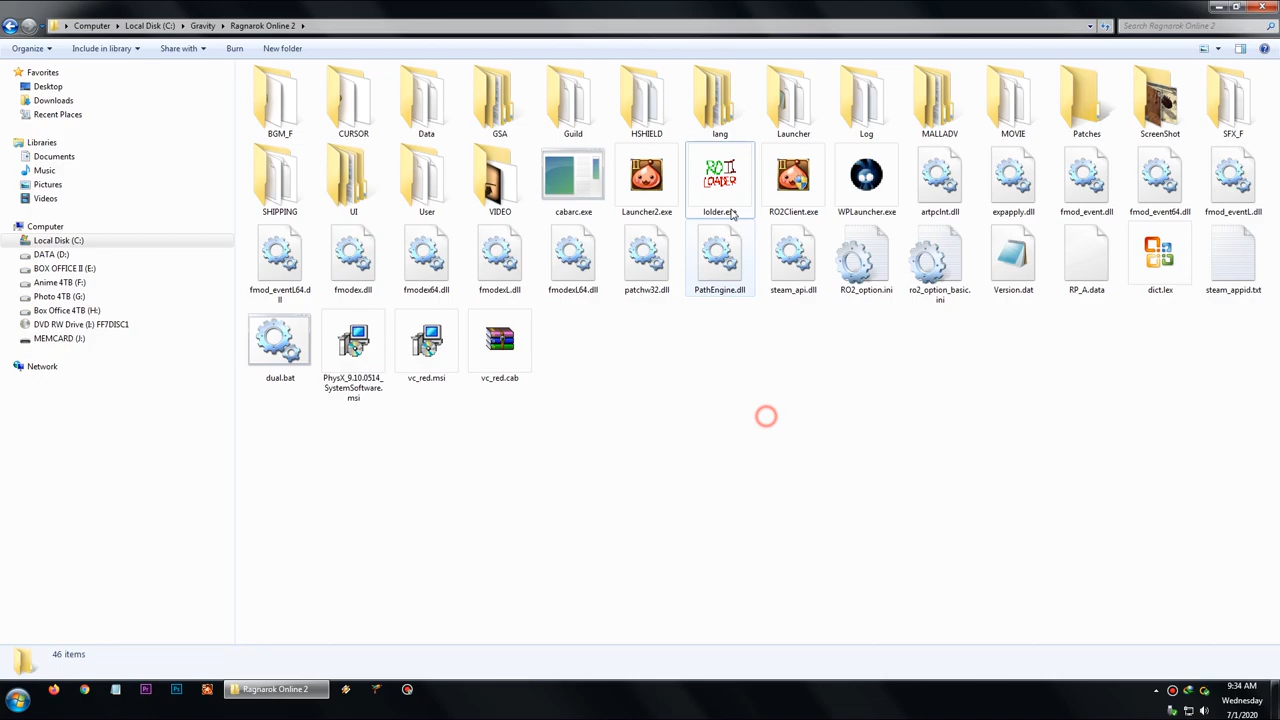 Computer Local Disk (C:) Gravity Ragnarok Online 2
Search Ragnarok Online 2
Organize Include in library Share with Burn New folder
Favorites
Desktop
Downloads
Recent Places
Libraries
Documents
Music
Pictures
Videos
Computer
Local Disk (C:)
DATA (D:)
BOX OFFICE II (E:)
Anime 4TB (F:)
Photo 4TB (G:)
Box Office 4TB (H:)
DVD RW Drive (I:) FF7DISC1
MEMCARD (J:)
Network
BGM_F CURSOR Data GSA Guild HSHIELD lang Launcher Log MALLADV MOVIE Patches ScreenShot SFX_F
ROII
LOADER
SHIPPING UI User VIDEO cabarc.exe Launcher2.exe lolder.exe RO2Client.exe WPLauncher.exe artpclnt.dll expapply.dll fmod_event.dll fmod_event64.dll fmod_eventL.dll
fmod_eventL64.d
ll
fmodex.dll fmodex64.dll fmodexL.dll fmodexL64.dll patchw32.dll PathEngine.dll steam_api.dll RO2_option.ini
ro2_option_basic.
ini
Version.dat RP_A.data dict.lex steam_appid.txt
dual.bat
PhysX_9.10.0514_
SystemSoftware.
msi
vc_red.msi vc_red.cab
46 items
Ragnarok Online 2
9:34 AM
Wednesday
7/1/2020